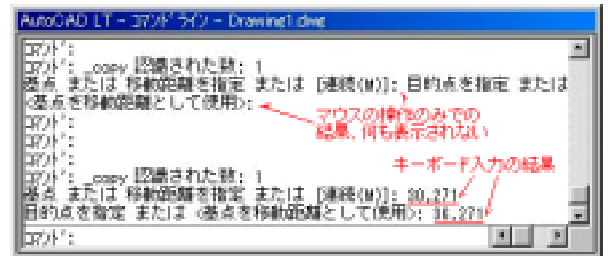 AutoCAD LT - コマンド ライン - Drawing1.dwg
コマンド:
コマンド: _copy 認識された数: 1
基点 または 移動距離を指定 または [連続(M)]: 目的点を指定 または
<基点を移動距離として使用>:
マウスの操作のみでの
結果、何も表示されない
コマンド:
コマンド:
コマンド:
キーボード入力の結果
コマンド: _copy 認識された数: 1
基点 または 移動距離を指定 または [連続(M)]: 30,271
目的点を指定 または <基点を移動距離として使用>: 36,271
コマンド: